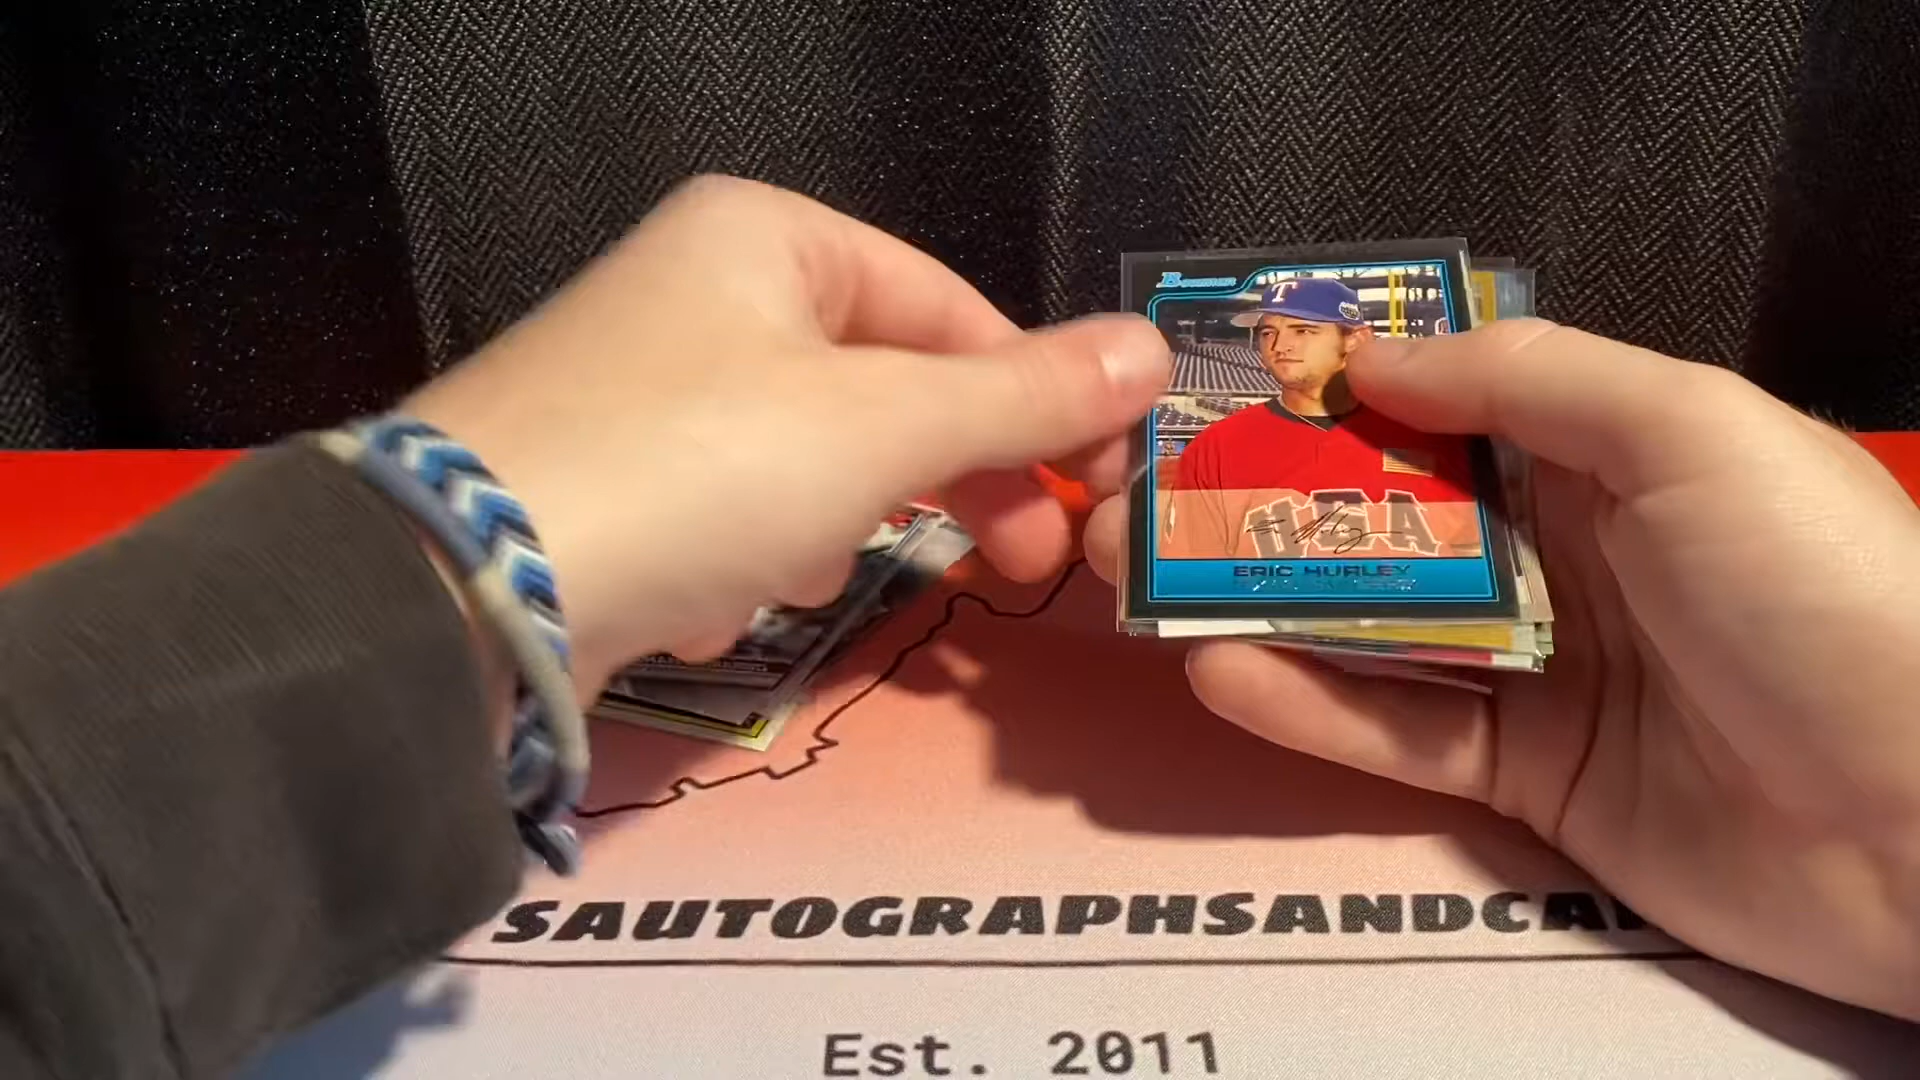 Bowman
T
USA
ERIC HURLEY
SAUTOGRAPHSANDCA
Est. 2011